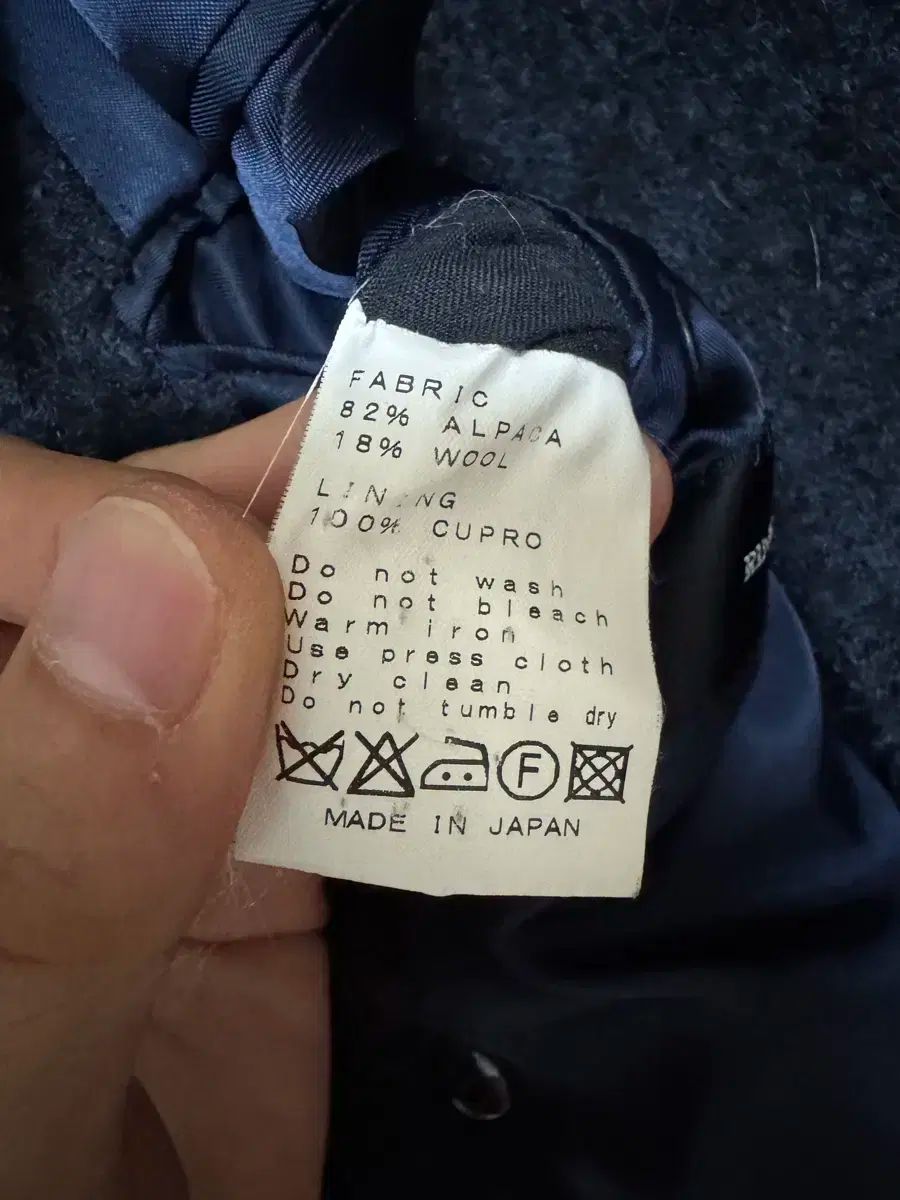 FABRIC
82% ALPACA
18% WOOL
LINING
100% CUPRO
Do not wash
Do not bleach
Warm iron
Use press cloth
Dry clean
Do not tumble dry
F
MADE IN JAPAN